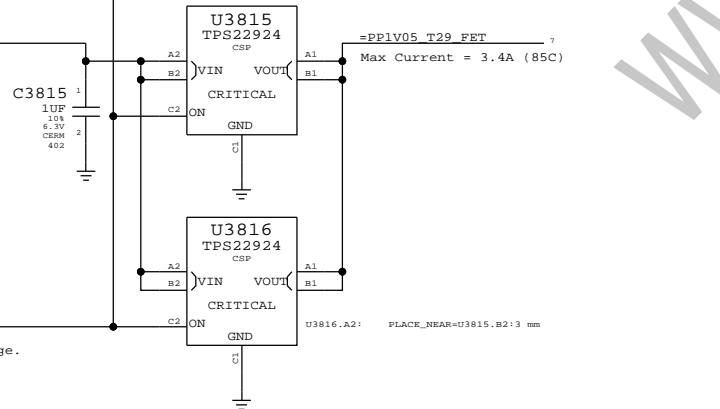 U3815
TPS22924
CSP
A2
B2
VIN
VOUT
A1
B1
CRITICAL
C2
ON
GND
C1
=PP1V05_T29_FET
7
Max Current = 3.4A (85C)
C3815
1
1UF
10%
6.3V
CERM
402
2
U3816
TPS22924
CSP
A2
B2
VIN
VOUT
A1
B1
CRITICAL
C2
ON
GND
C1
U3816.A2: PLACE_NEAR=U3815.B2:3 mm
ge.